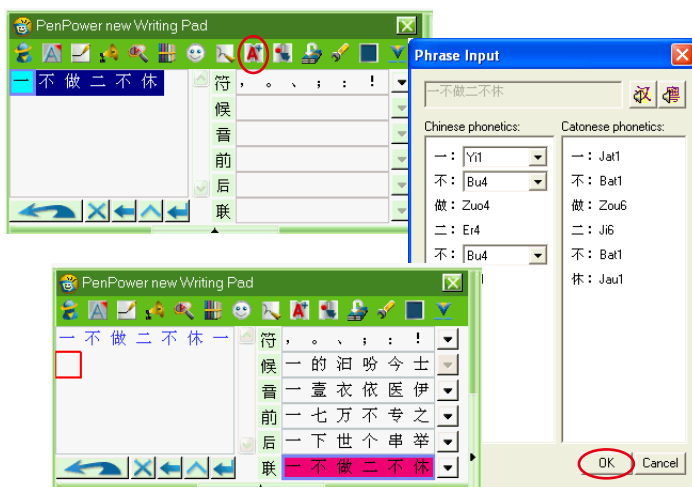 PenPower new Writing Pad
一 不 做 二 不 休
符 , 。 、 ; : !
候
音
前
后
联
Phrase Input
一不做二不休
汉
Chinese phonetics:
Catonese phonetics:
一: Yi1
一: Jat1
不: Bu4
不: Bat1
做: Zuo4
做: Zou6
二: Er4
二: Ji6
不: Bu4
不: Bat1
休: Jau1
OK Cancel
PenPower new Writing Pad
一 不 做 二 不 休 一
符 , 。 、 ; : !
候 一 的 汩 吩 今 士
音 一 壹 衣 依 医 伊
前 一 七 万 不 专 之
后 一 下 世 个 串 举
联 一 不 做 二 不 休